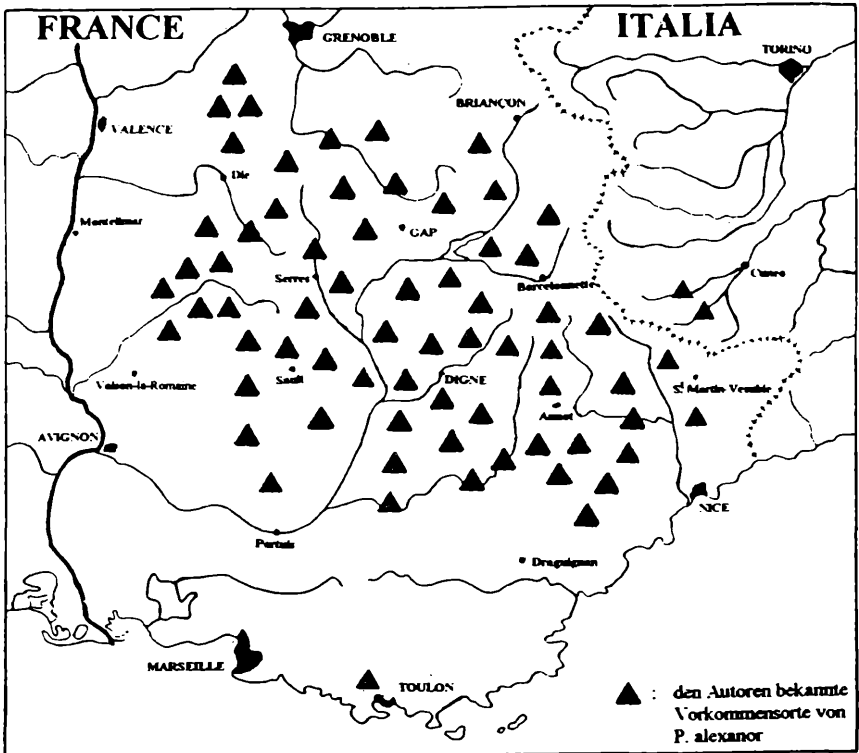 FRANCE
ITALIA
GRENOBLE
TORINO
BRIANÇON
VALENCE
Die
Montelimar
GAP
Serres
Barcelonnette
Cuneo
Vaison-la-Romaine
Sault
DIGNE
St Martin-Vesubie
Annot
AVIGNON
NICE
Pertuis
Draguignan
MARSEILLE
TOULON
: den Autoren bekannte
Vorkommensorte von
P. alexanor